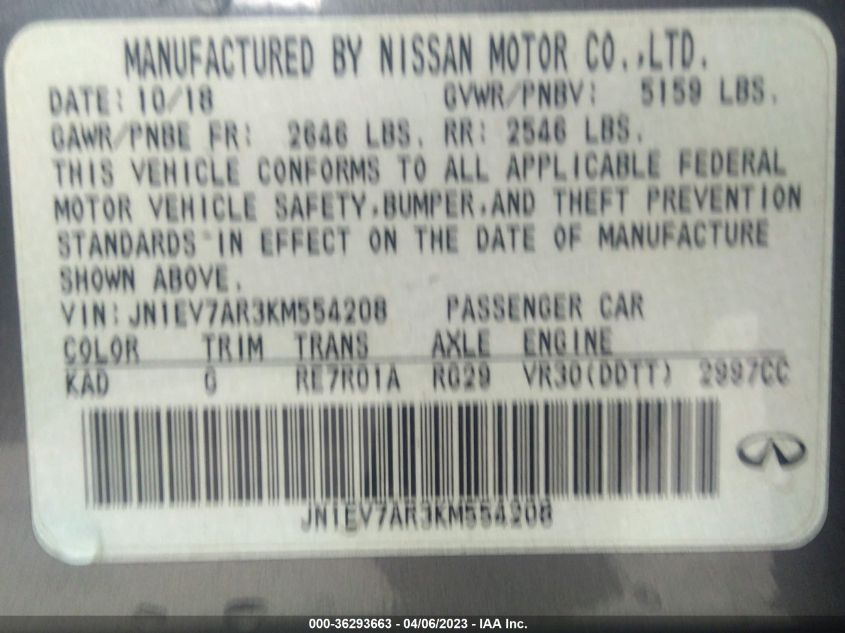 MANUFACTURED BY NISSAN MOTOR CO.,LTD.
DATE: 10/18 GVWR/PNBV: 5159 LBS.
GAWR/PNBE FR: 2646 LBS. RR: 2546 LBS.
THIS VEHICLE CONFORMS TO ALL APPLICABLE FEDERAL
MOTOR VEHICLE SAFETY,BUMPER,AND THEFT PREVENTION
STANDARDS IN EFFECT ON THE DATE OF MANUFACTURE
SHOWN ABOVE.
VIN: JN1EV7AR3KM554208 PASSENGER CAR
COLOR TRIM TRANS AXLE ENGINE
KAD G RE7R01A RG29 VR30(DDTT) 2997CC
JN1EV7AR3KM554208
000-36293663 - 04/06/2023 - IAA Inc.